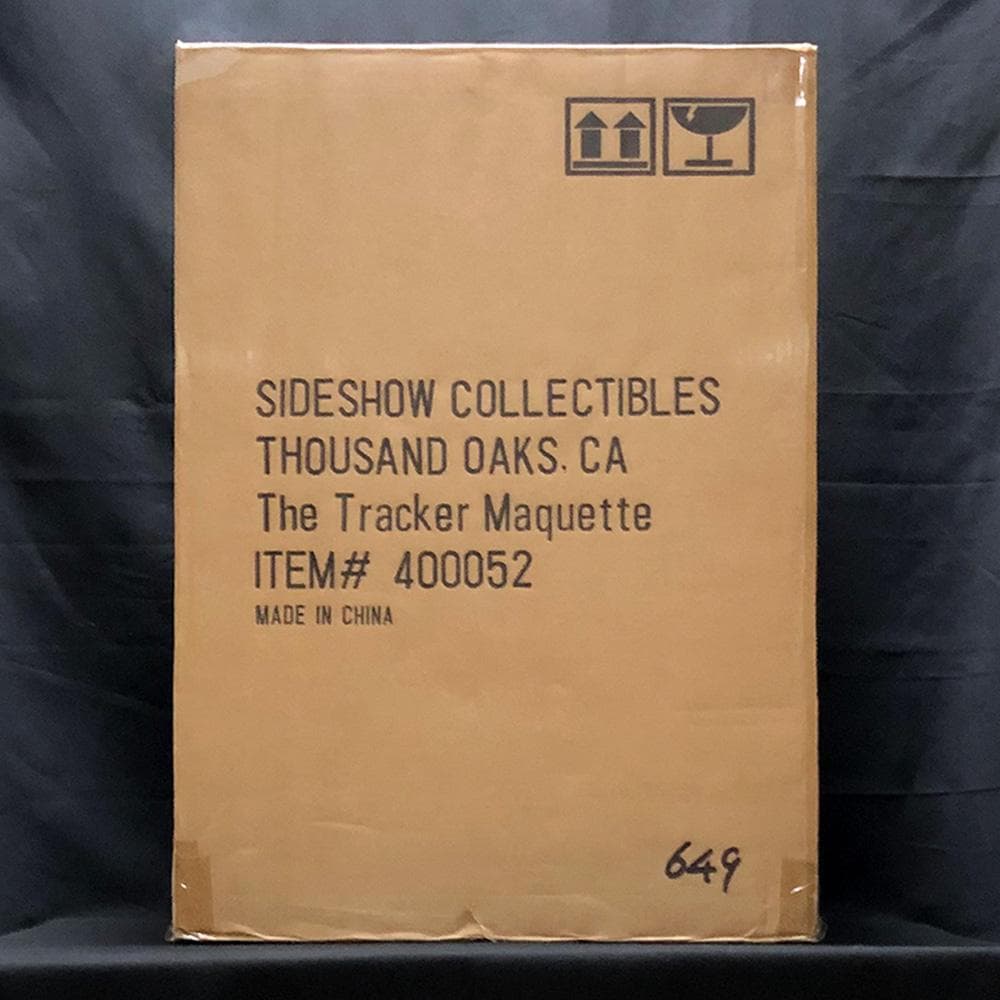 SIDESHOW COLLECTIBLES
THOUSAND OAKS. CA
The Tracker Maquette
ITEM# 400052
MADE IN CHINA
649